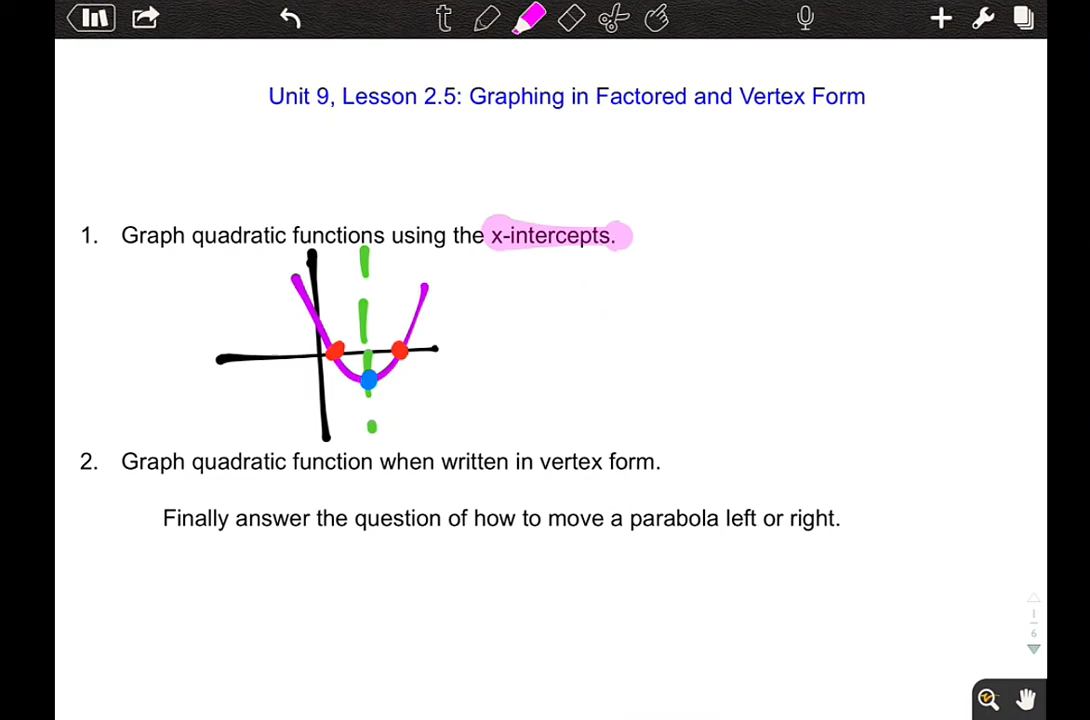 t
Unit 9, Lesson 2.5: Graphing in Factored and Vertex Form
1. Graph quadratic functions using the x-intercepts.
2. Graph quadratic function when written in vertex form.
Finally answer the question of how to move a parabola left or right.
1
6